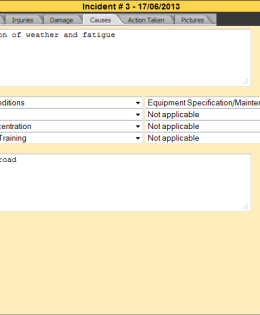 Incident # 3 - 17/06/2013
Injuries Damage Causes Action Taken Pictures
on of weather and fatigue
nditions Equipment Specification/Mainten
Not applicable
centration Not applicable
Training Not applicable
road